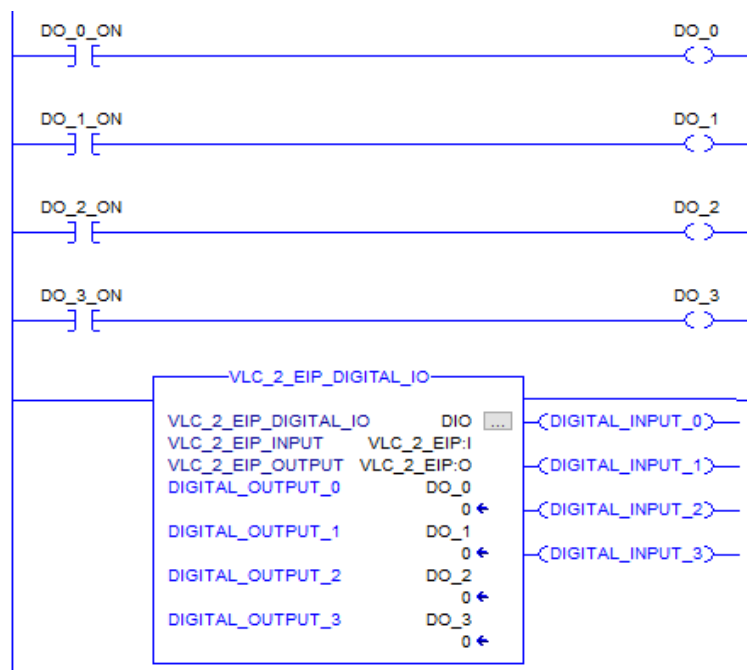 DO_0_ON DO_0
DO_1_ON DO_1
DO_2_ON DO_2
DO_3_ON DO_3
VLC_2_EIP_DIGITAL_IO
VLC_2_EIP_DIGITAL_IO DIO ... DIGITAL_INPUT_0
VLC_2_EIP_INPUT VLC_2_EIP:I
VLC_2_EIP_OUTPUT VLC_2_EIP:O DIGITAL_INPUT_1
DIGITAL_OUTPUT_0 DO_0
0 DIGITAL_INPUT_2
DIGITAL_OUTPUT_1 DO_1
0 DIGITAL_INPUT_3
DIGITAL_OUTPUT_2 DO_2
0
DIGITAL_OUTPUT_3 DO_3
0